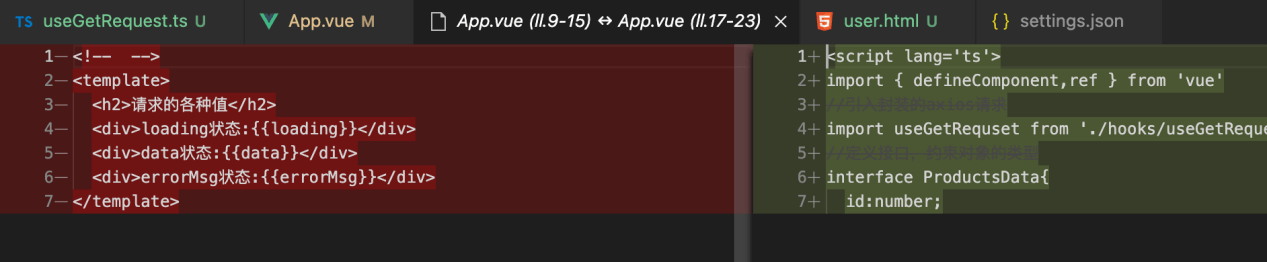 TS useGetRequest.ts U
App.vue M
App.vue (ll.9-15) ↔ App.vue (ll.17-23) ×
user.html U
{ } settings.json
1— <!--  -->
2— <template>
3—   <h2>请求的各种值</h2>
4—   <div>loading状态:{{loading}}</div>
5—   <div>data状态:{{data}}</div>
6—   <div>errorMsg状态:{{errorMsg}}</div>
7— </template>
1+ <script lang='ts'>
2+ import { defineComponent,ref } from 'vue'
3+ //引入封装的axios请求
4+ import useGetRequset from './hooks/useGetReque
5+ //定义接口，约束对象的类型
6+ interface ProductsData{
7+   id:number;